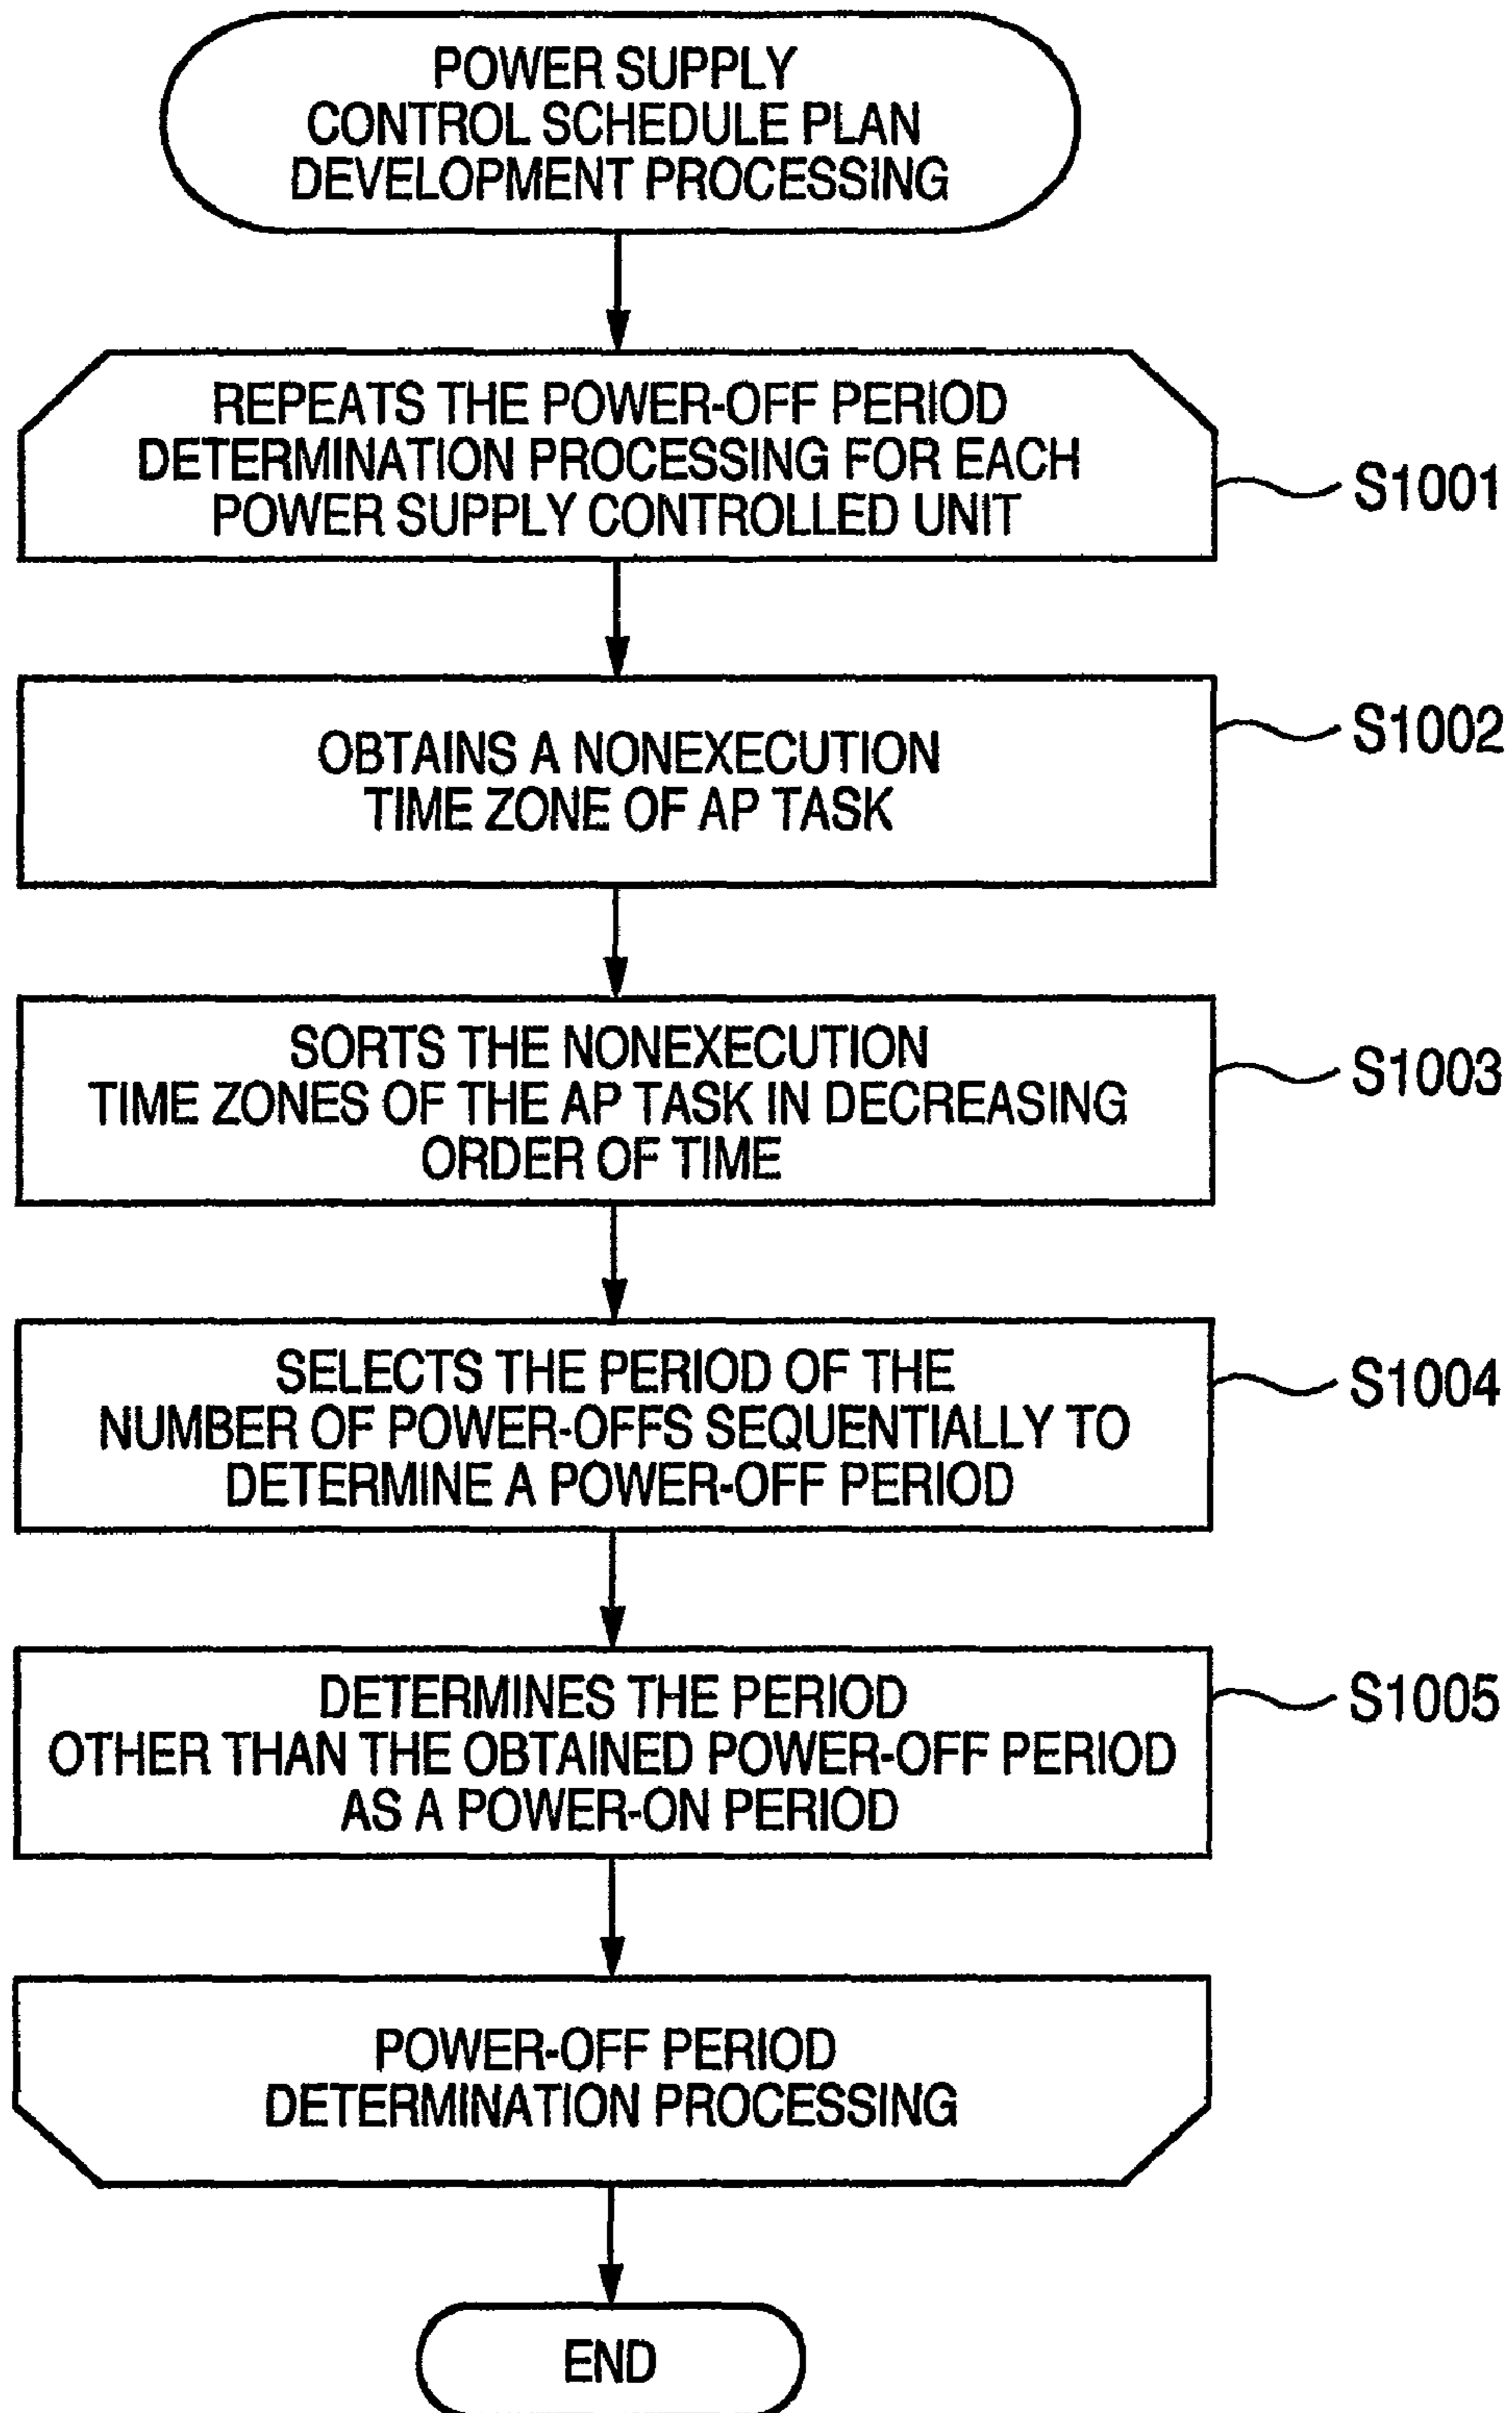 POWER SUPPLY
CONTROL SCHEDULE PLAN
DEVELOPMENT PROCESSING
REPEATS THE POWER-OFF PERIOD
DETERMINATION PROCESSING FOR EACH
POWER SUPPLY CONTROLLED UNIT
S1001
OBTAINS A NONEXECUTION
TIME ZONE OF AP TASK
S1002
SORTS THE NONEXECUTION
TIME ZONES OF THE AP TASK IN DECREASING
ORDER OF TIME
S1003
SELECTS THE PERIOD OF THE
NUMBER OF POWER-OFFS SEQUENTIALLY TO
DETERMINE A POWER-OFF PERIOD
S1004
DETERMINES THE PERIOD
OTHER THAN THE OBTAINED POWER-OFF PERIOD
AS A POWER-ON PERIOD
S1005
POWER-OFF PERIOD
DETERMINATION PROCESSING
END